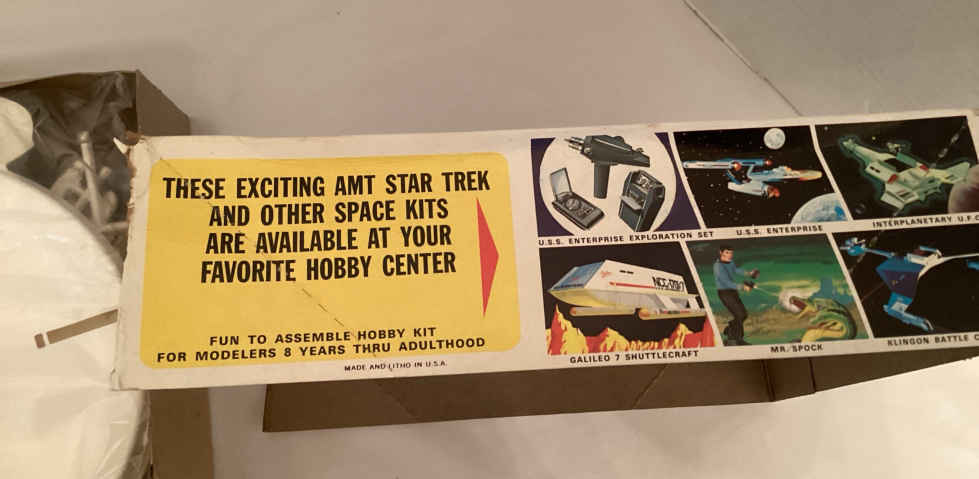 THESE EXCITING AMT STAR TREK
AND OTHER SPACE KITS
ARE AVAILABLE AT YOUR
FAVORITE HOBBY CENTER
FUN TO ASSEMBLE HOBBY KIT
FOR MODELERS 8 YEARS THRU ADULTHOOD
MADE AND LITHO IN U.S.A.
U.S.S. ENTERPRISE EXPLORATION SET
U.S.S. ENTERPRISE
INTERPLANETARY U.F
NCC-1701/7
GALILEO 7 SHUTTLECRAFT
MR. SPOCK
KLINGON BATTLE C